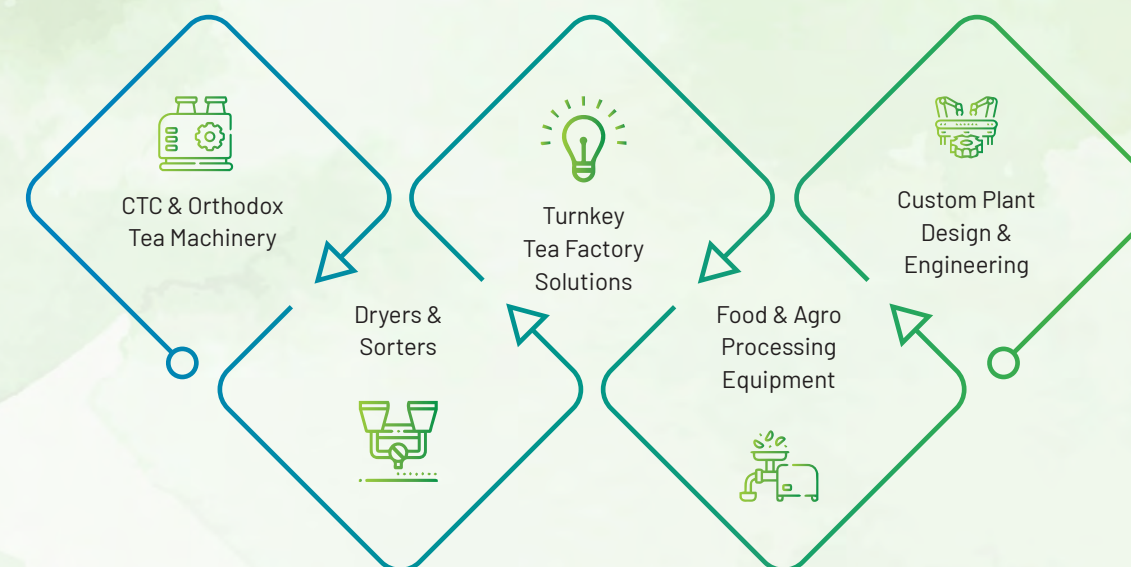 CTC & Orthodox
Tea Machinery
Dryers &
Sorters
Turnkey
Tea Factory
Solutions
Food & Agro
Processing
Equipment
Custom Plant
Design &
Engineering